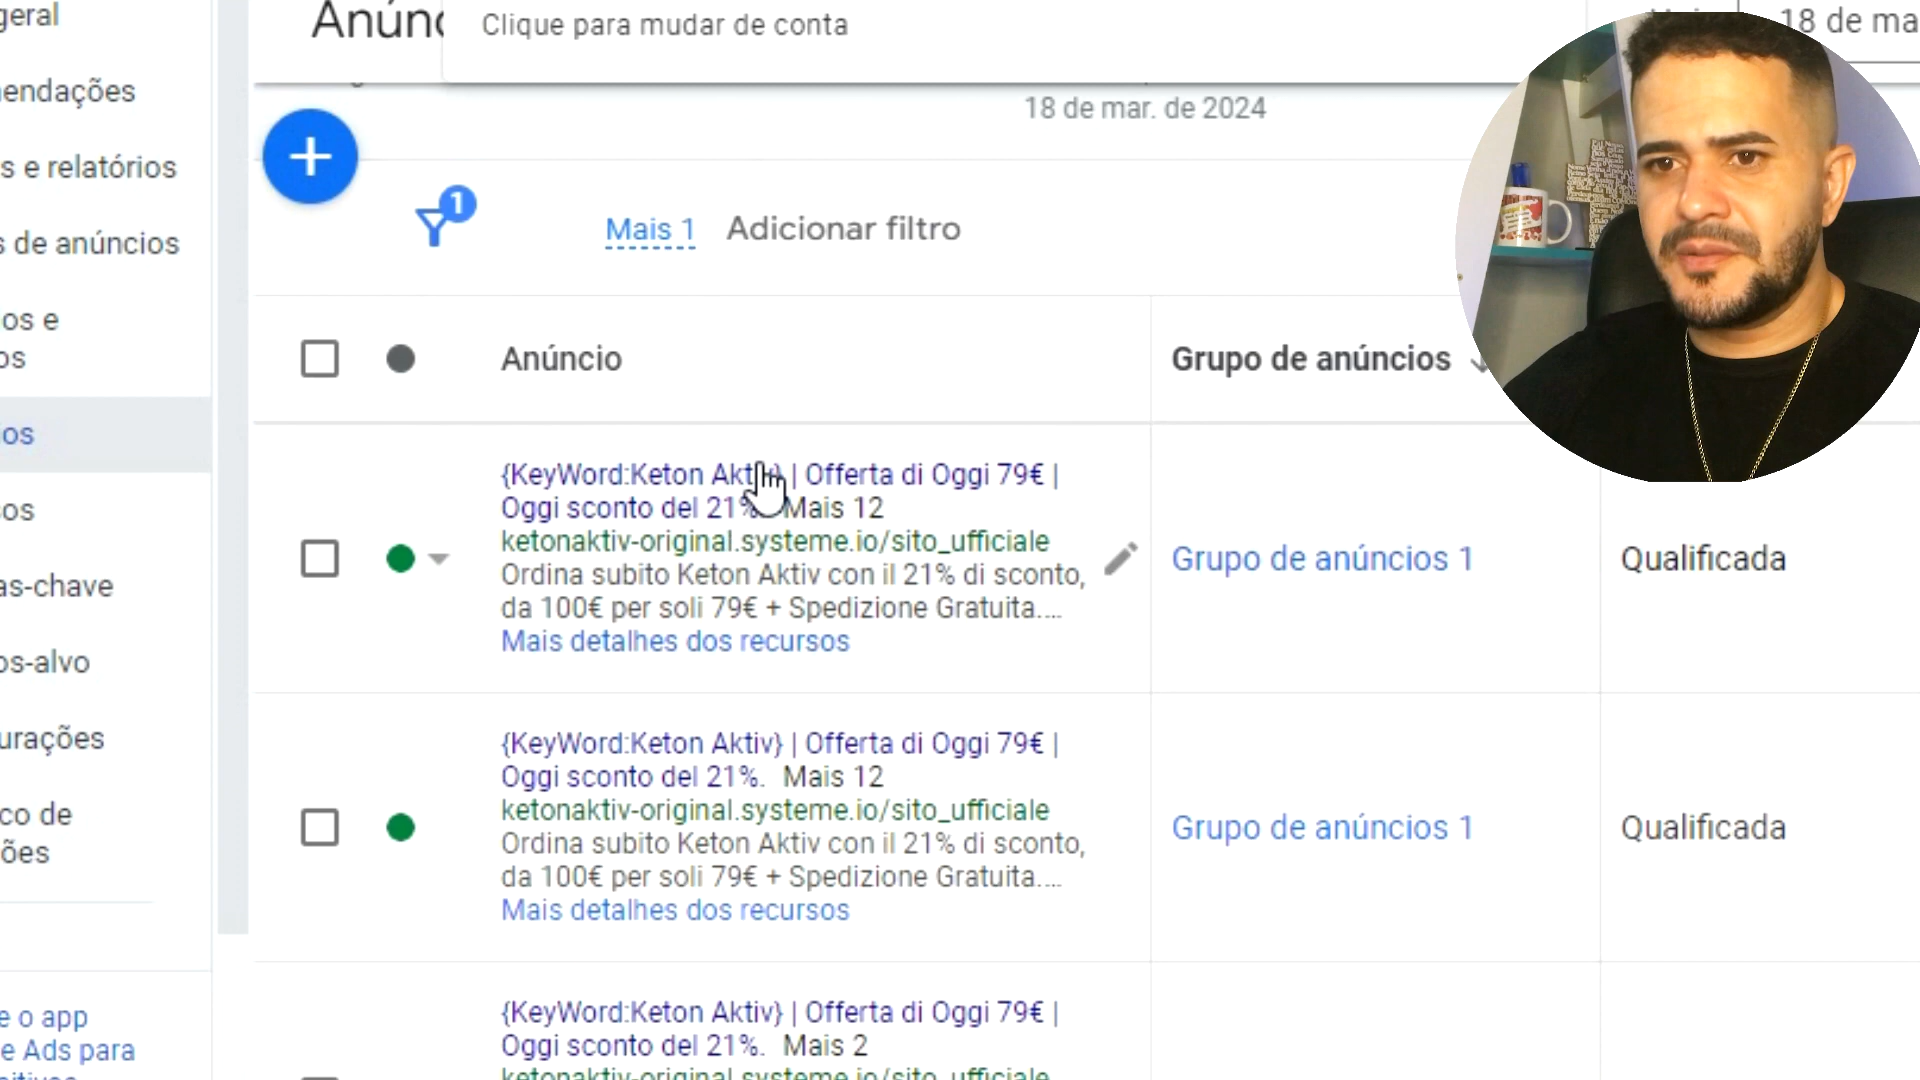 geral
Anúnc
Clique para mudar de conta
18 de ma
endações
18 de mar. de 2024
s e relatórios
1
Mais 1
Adicionar filtro
s de anúncios
os e
os
Anúncio
Grupo de anúncios
os
{KeyWord:Keton Aktiv} | Offerta di Oggi 79€ |
Oggi sconto del 21%. Mais 12
ketonaktiv-original.systeme.io/sito_ufficiale
Ordina subito Keton Aktiv con il 21% di sconto,
da 100€ per soli 79€ + Spedizione Gratuita....
Mais detalhes dos recursos
Grupo de anúncios 1
Qualificada
sos
as-chave
os-alvo
urações
co de
ões
{KeyWord:Keton Aktiv} | Offerta di Oggi 79€ |
Oggi sconto del 21%. Mais 12
ketonaktiv-original.systeme.io/sito_ufficiale
Ordina subito Keton Aktiv con il 21% di sconto,
da 100€ per soli 79€ + Spedizione Gratuita....
Mais detalhes dos recursos
Grupo de anúncios 1
Qualificada
e o app
e Ads para
{KeyWord:Keton Aktiv} | Offerta di Oggi 79€ |
Oggi sconto del 21%. Mais 2
ketonaktiv-original.systeme.io/sito_ufficiale